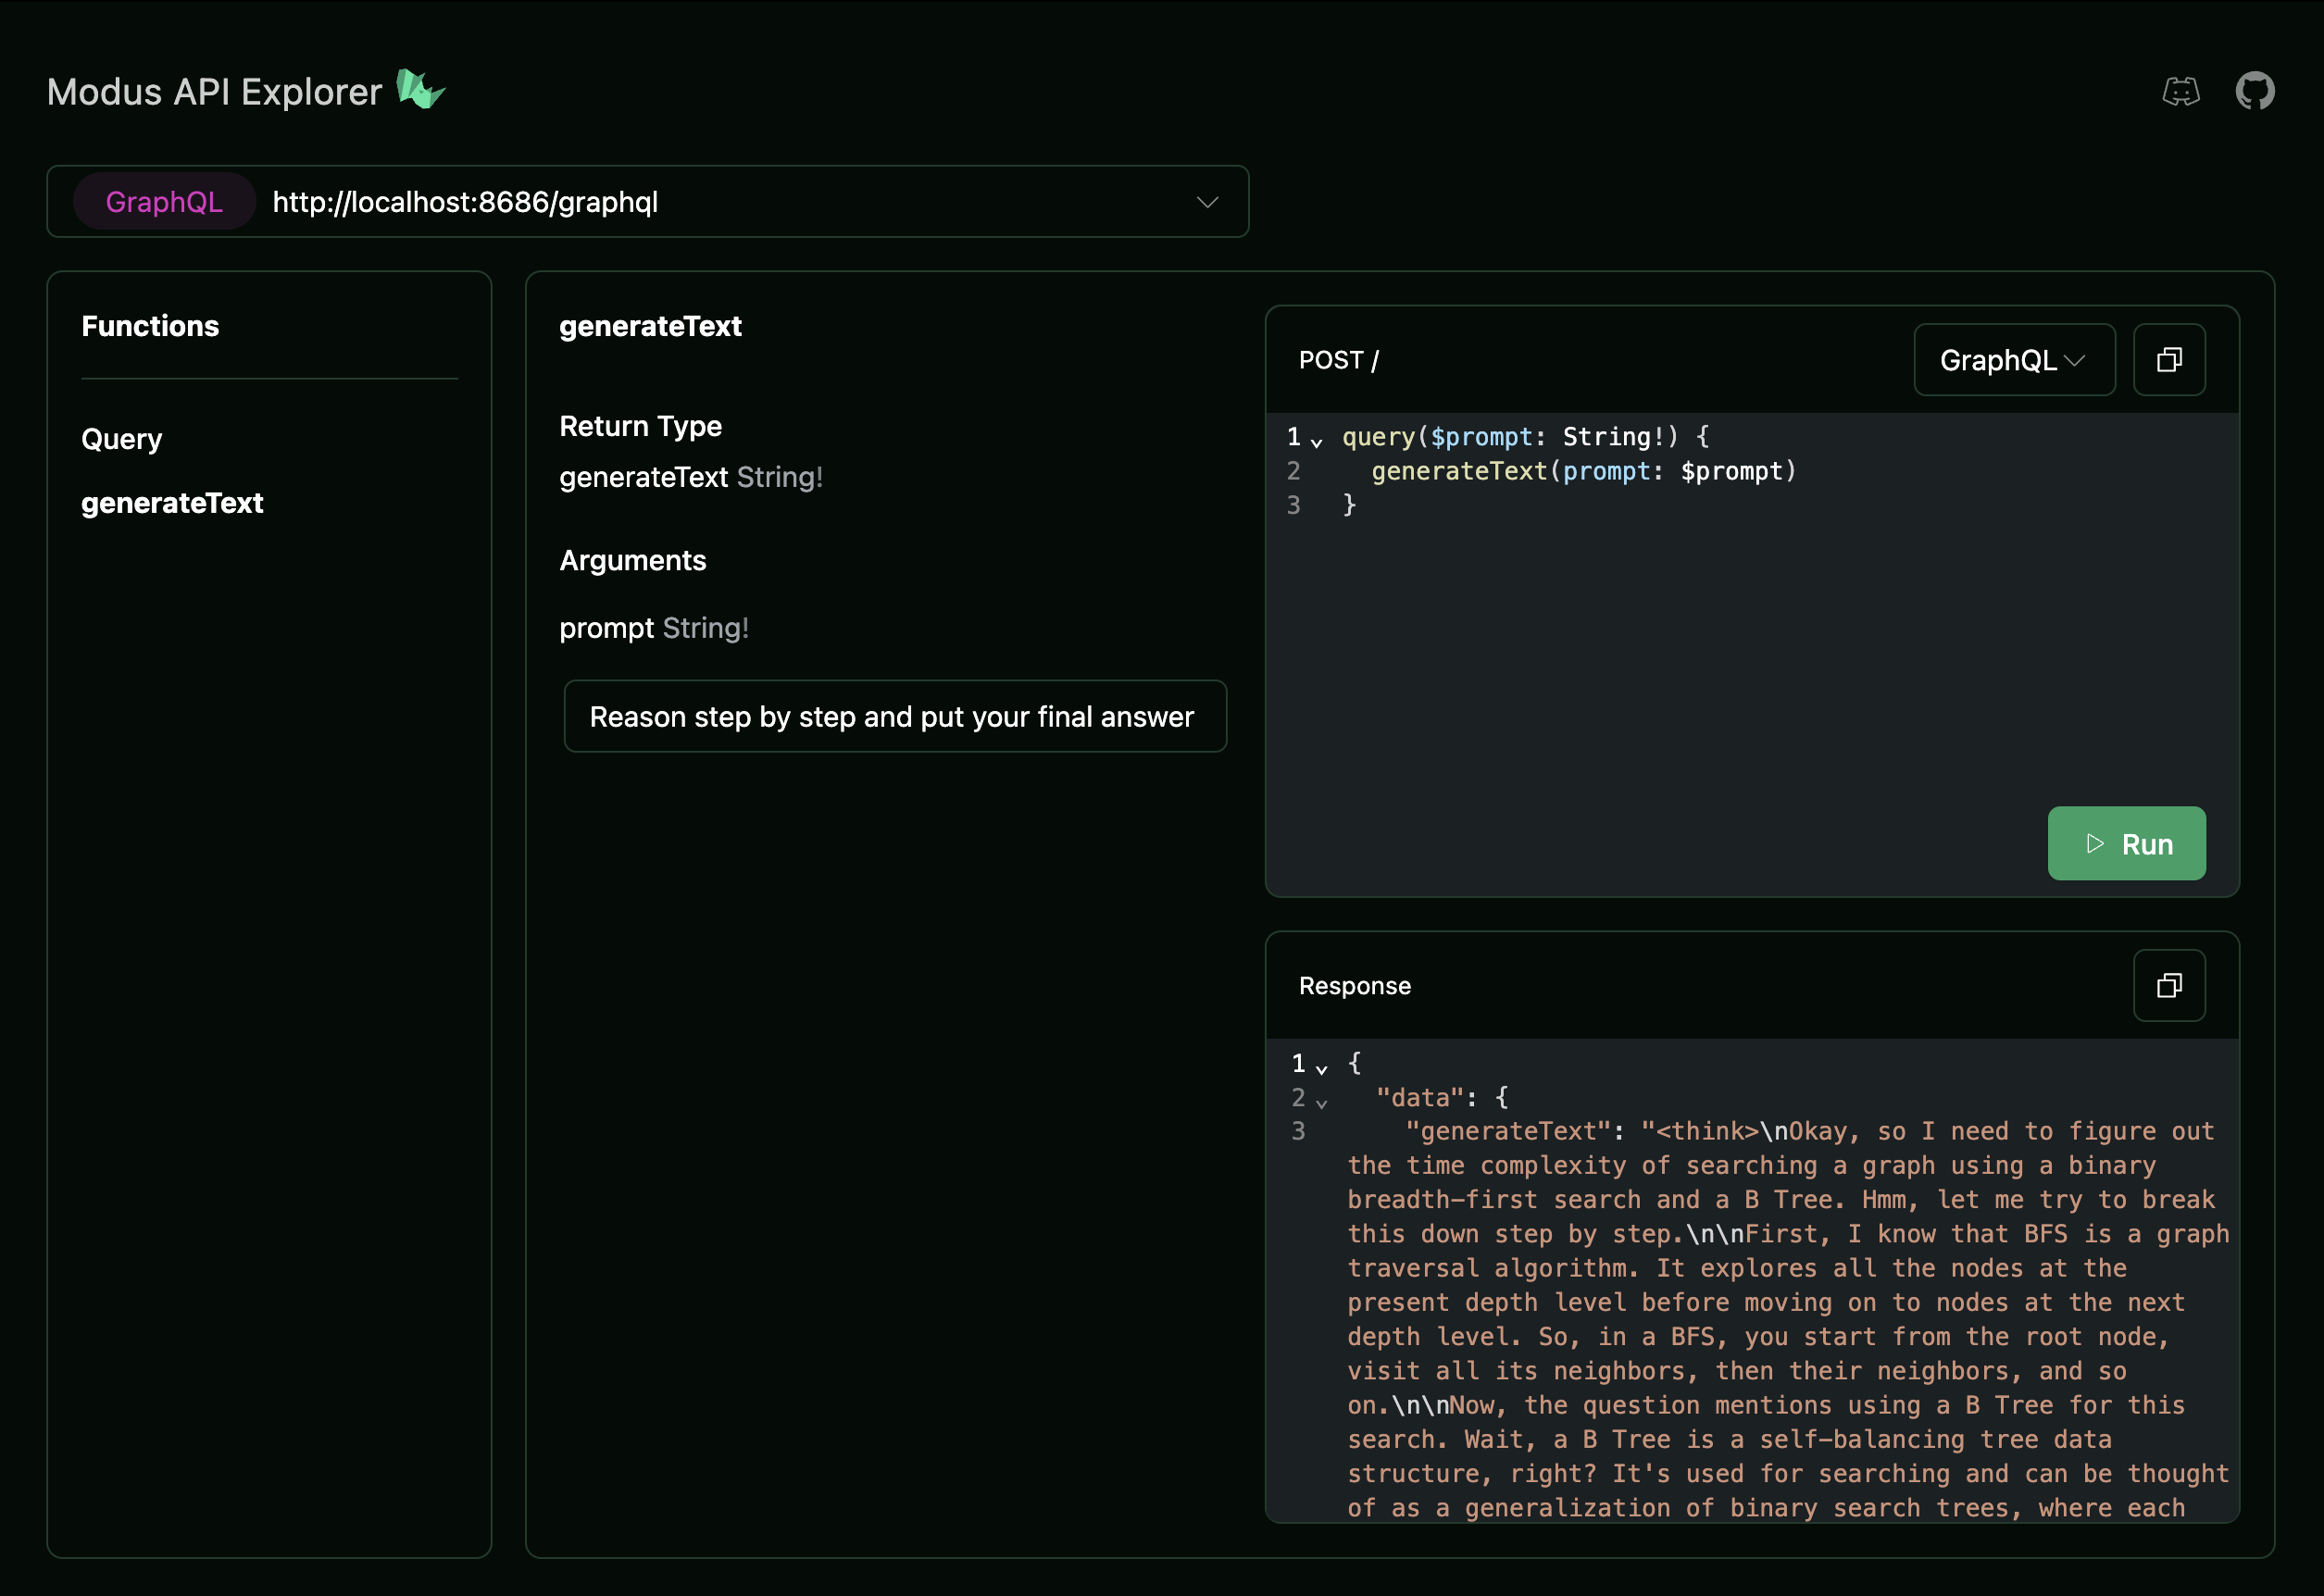 Modus API Explorer
GraphQL http://localhost:8686/graphql
Functions
Query
generateText
generateText
Return Type
generateText String!
Arguments
prompt String!
Reason step by step and put your final answer
POST /
GraphQL
1 query($prompt: String!) {
2 generateText(prompt: $prompt)
3 }
Run
Response
1 {
2 "data": {
3 "generateText": "<think>\nOkay, so I need to figure out
the time complexity of searching a graph using a binary
breadth-first search and a B Tree. Hmm, let me try to break
this down step by step.\n\nFirst, I know that BFS is a graph
traversal algorithm. It explores all the nodes at the
present depth level before moving on to nodes at the next
depth level. So, in a BFS, you start from the root node,
visit all its neighbors, then their neighbors, and so
on.\n\nNow, the question mentions using a B Tree for this
search. Wait, a B Tree is a self-balancing tree data
structure, right? It's used for searching and can be thought
of as a generalization of binary search trees, where each